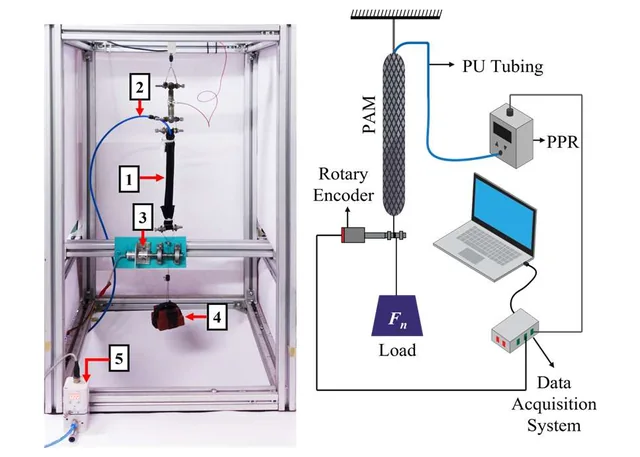 2
1
3
4
5
PAM
PU Tubing
PPR
Rotary
Encoder
Fn
Load
Data
Acquisition
System